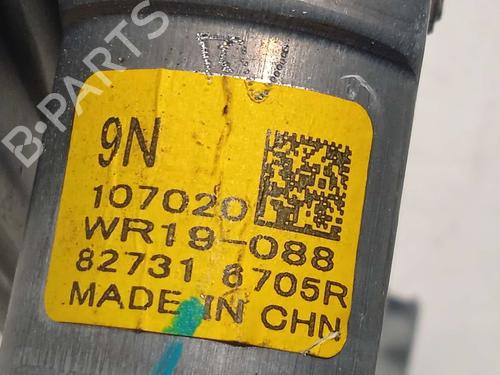 B-PARTS
9N
107020
WR19-088
82731 6705R
MADE IN CHN